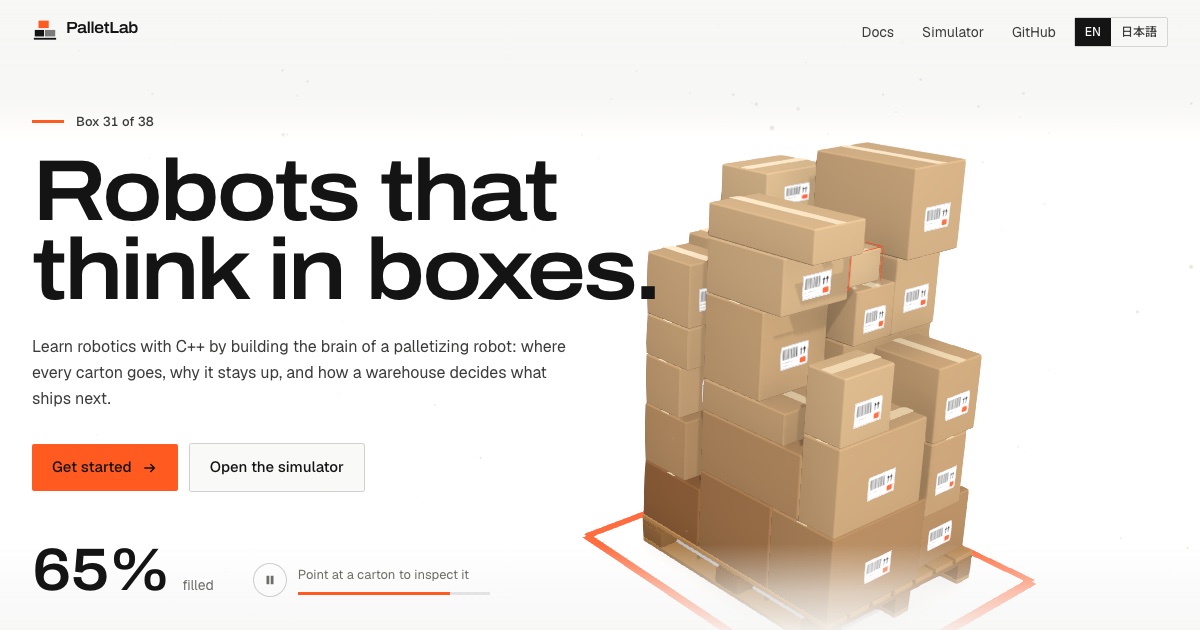 PalletLab
Docs
Simulator
GitHub
EN
日本語
Box 31 of 38
Robots that
think in boxes.
Learn robotics with C++ by building the brain of a palletizing robot: where
every carton goes, why it stays up, and how a warehouse decides what
ships next.
Get started →
Open the simulator
65% filled
Point at a carton to inspect it